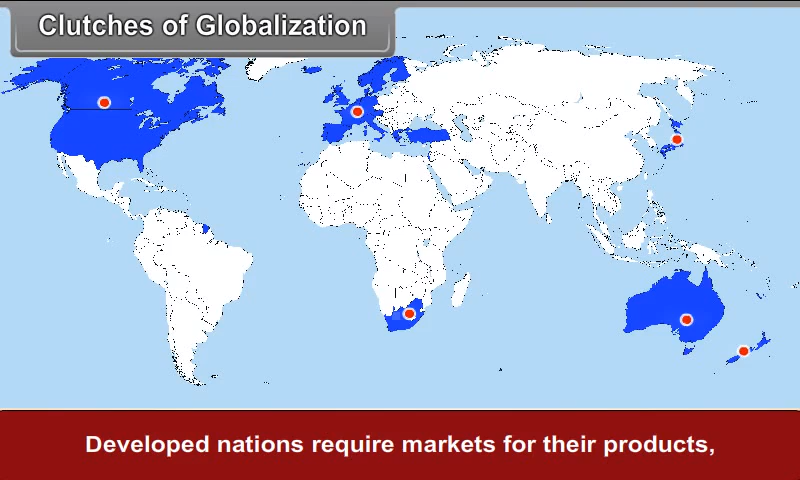 Clutches of Globalization
Developed nations require markets for their products,